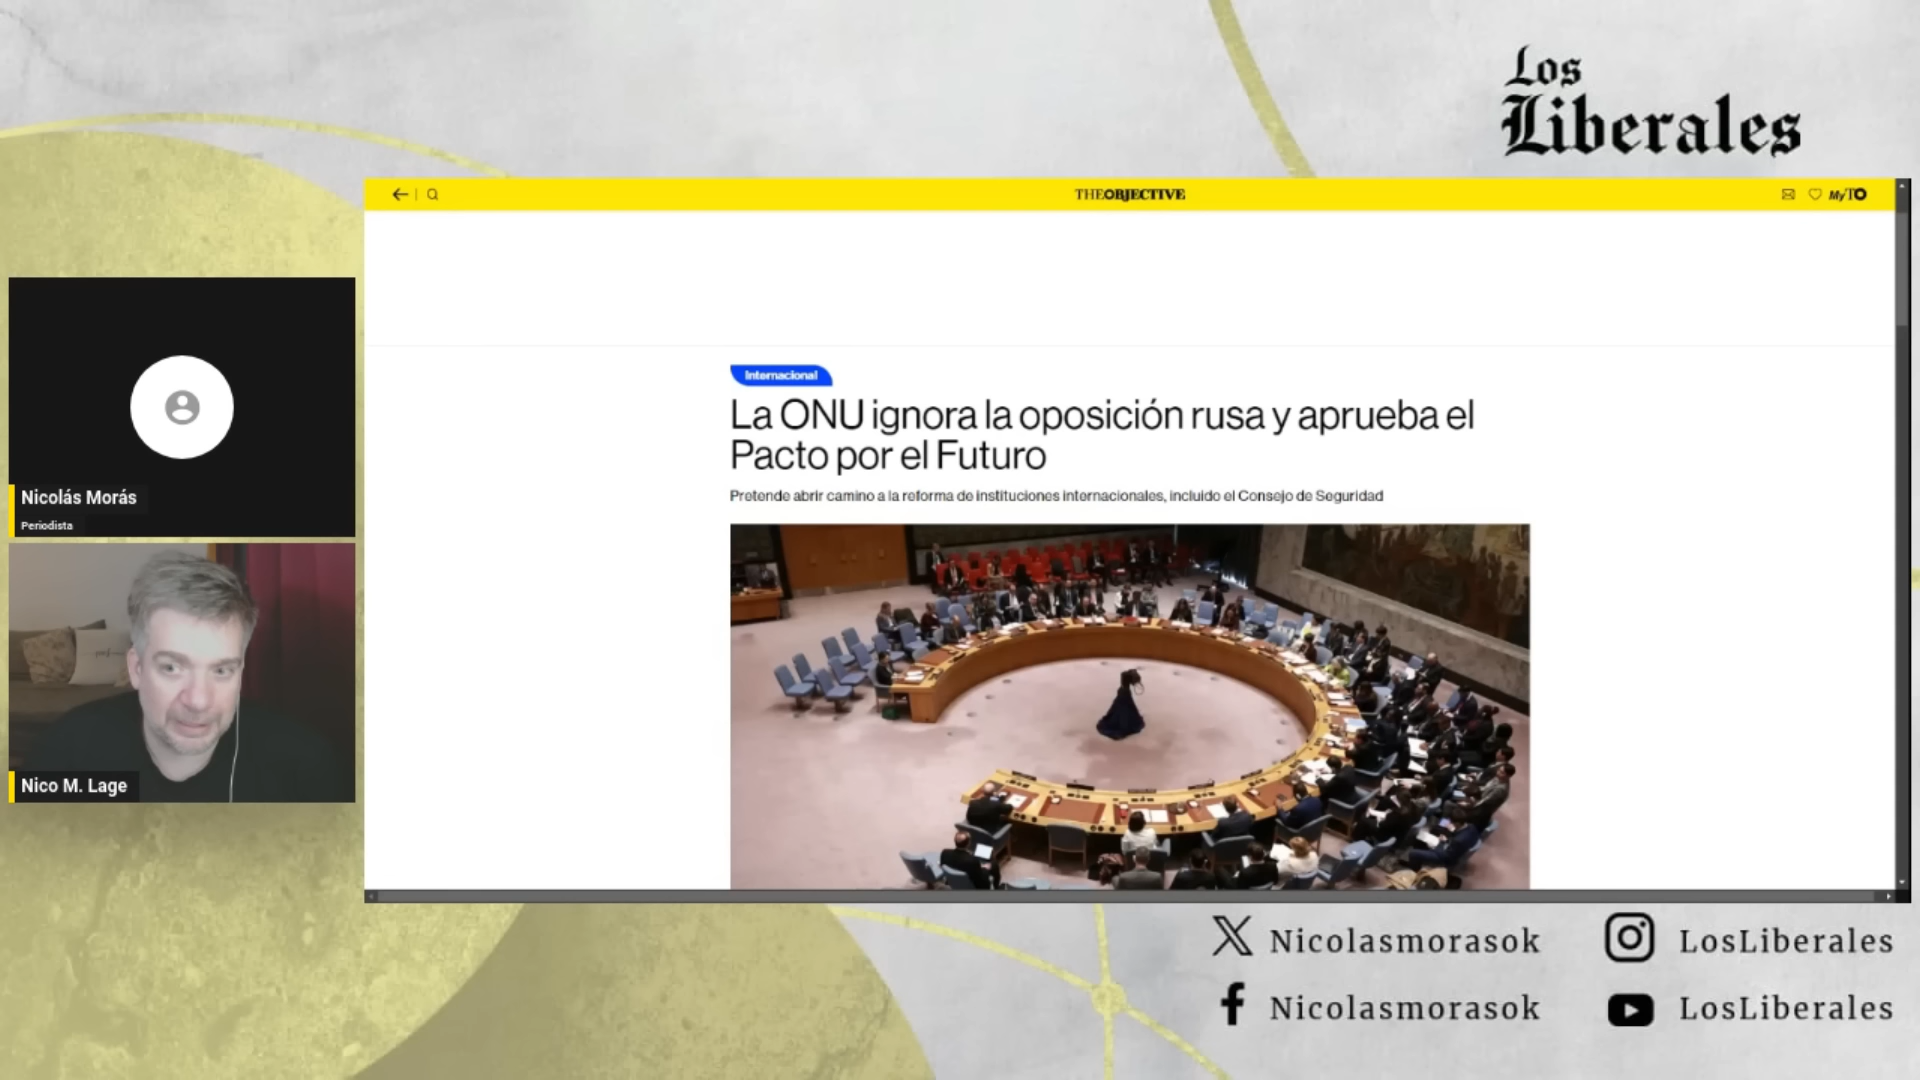 Los
Liberales
THEOBJECTIVE
MyTO
Internacional
La ONU ignora la oposición rusa y aprueba el
Pacto por el Futuro
Pretende abrir camino a la reforma de instituciones internacionales, incluido el Consejo de Seguridad
Nicolás Morás
Periodista
Nico M. Lage
Nicolasmorasok
LosLiberales
Nicolasmorasok
LosLiberales